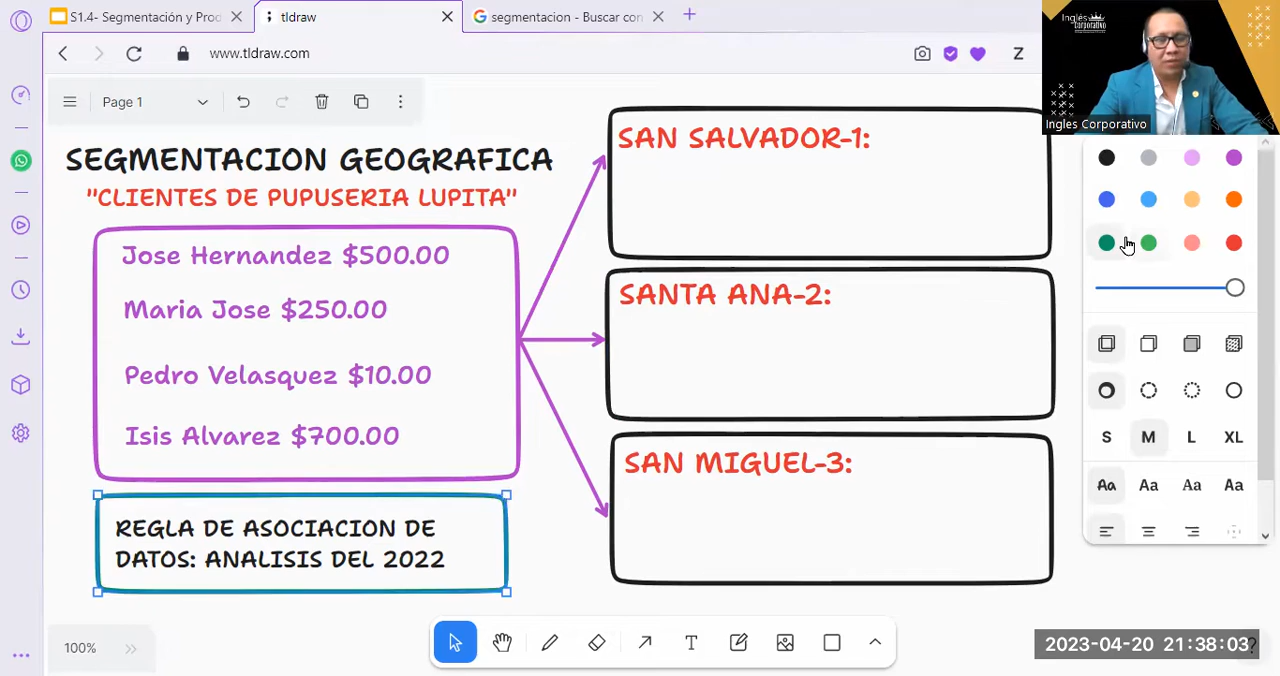 S1.4- Segmentación y Prod
tldraw
segmentacion - Buscar con
www.tldraw.com
Z
Inglés
Corporativo
Ingles Corporativo
Page 1
SEGMENTACION GEOGRAFICA
"CLIENTES DE PUPUSERIA LUPITA"
Jose Hernandez $500.00
Maria Jose $250.00
Pedro Velasquez $10.00
Isis Alvarez $700.00
REGLA DE ASOCIACION DE
DATOS: ANALISIS DEL 2022
SAN SALVADOR-1:
SANTA ANA-2:
SAN MIGUEL-3:
S M L XL
Aa Aa Aa Aa
100%
T
2023-04-20 21:38:03
?